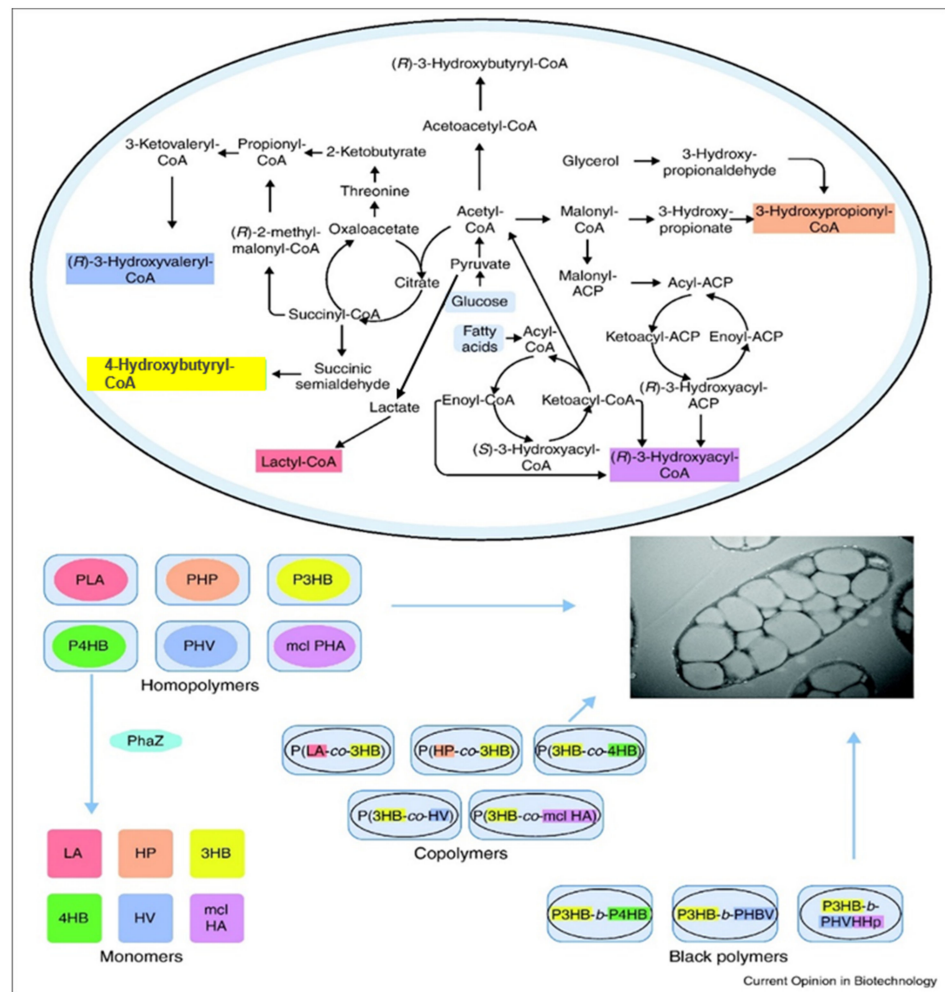 (R)-3-Hydroxybutyryl-CoA
Acetoacetyl-CoA
3-Ketovaleryl-
CoA
Propionyl-
CoA
2-Ketobutyrate
Threonine
Oxaloacetate
(R)-2-methyl-
malonyl-CoA
(R)-3-Hydroxyvaleryl-
CoA
Citrate
Succinyl-CoA
4-Hydroxybutyryl-
CoA
Succinic
semialdehyde
Acetyl-
CoA
Pyruvate
Glucose
Lactate
Lactyl-CoA
Glycerol
3-Hydroxy-
propionaldehyde
Malonyl-
CoA
3-Hydroxy-
propionate
3-Hydroxypropionyl-
CoA
Malonyl-
ACP
Acyl-ACP
Ketoacyl-ACP
Enoyl-ACP
(R)-3-Hydroxyacyl-
ACP
Fatty
acids
Acyl-
CoA
Enoyl-CoA
Ketoacyl-CoA
(S)-3-Hydroxyacyl-
CoA
(R)-3-Hydroxyacyl-
CoA
PLA
PHP
P3HB
P4HB
PHV
mcl PHA
Homopolymers
PhaZ
LA
HP
3HB
4HB
HV
mcl
HA
Monomers
P(LA-co-3HB)
P(HP-co-3HB)
P(3HB-co-4HB)
P(3HB-co-HV)
P(3HB-co-mcl HA)
Copolymers
P3HB-b-P4HB
P3HB-b-PHBV
P3HB-b-
PHVHHp
Black polymers
Current Opinion in Biotechnology